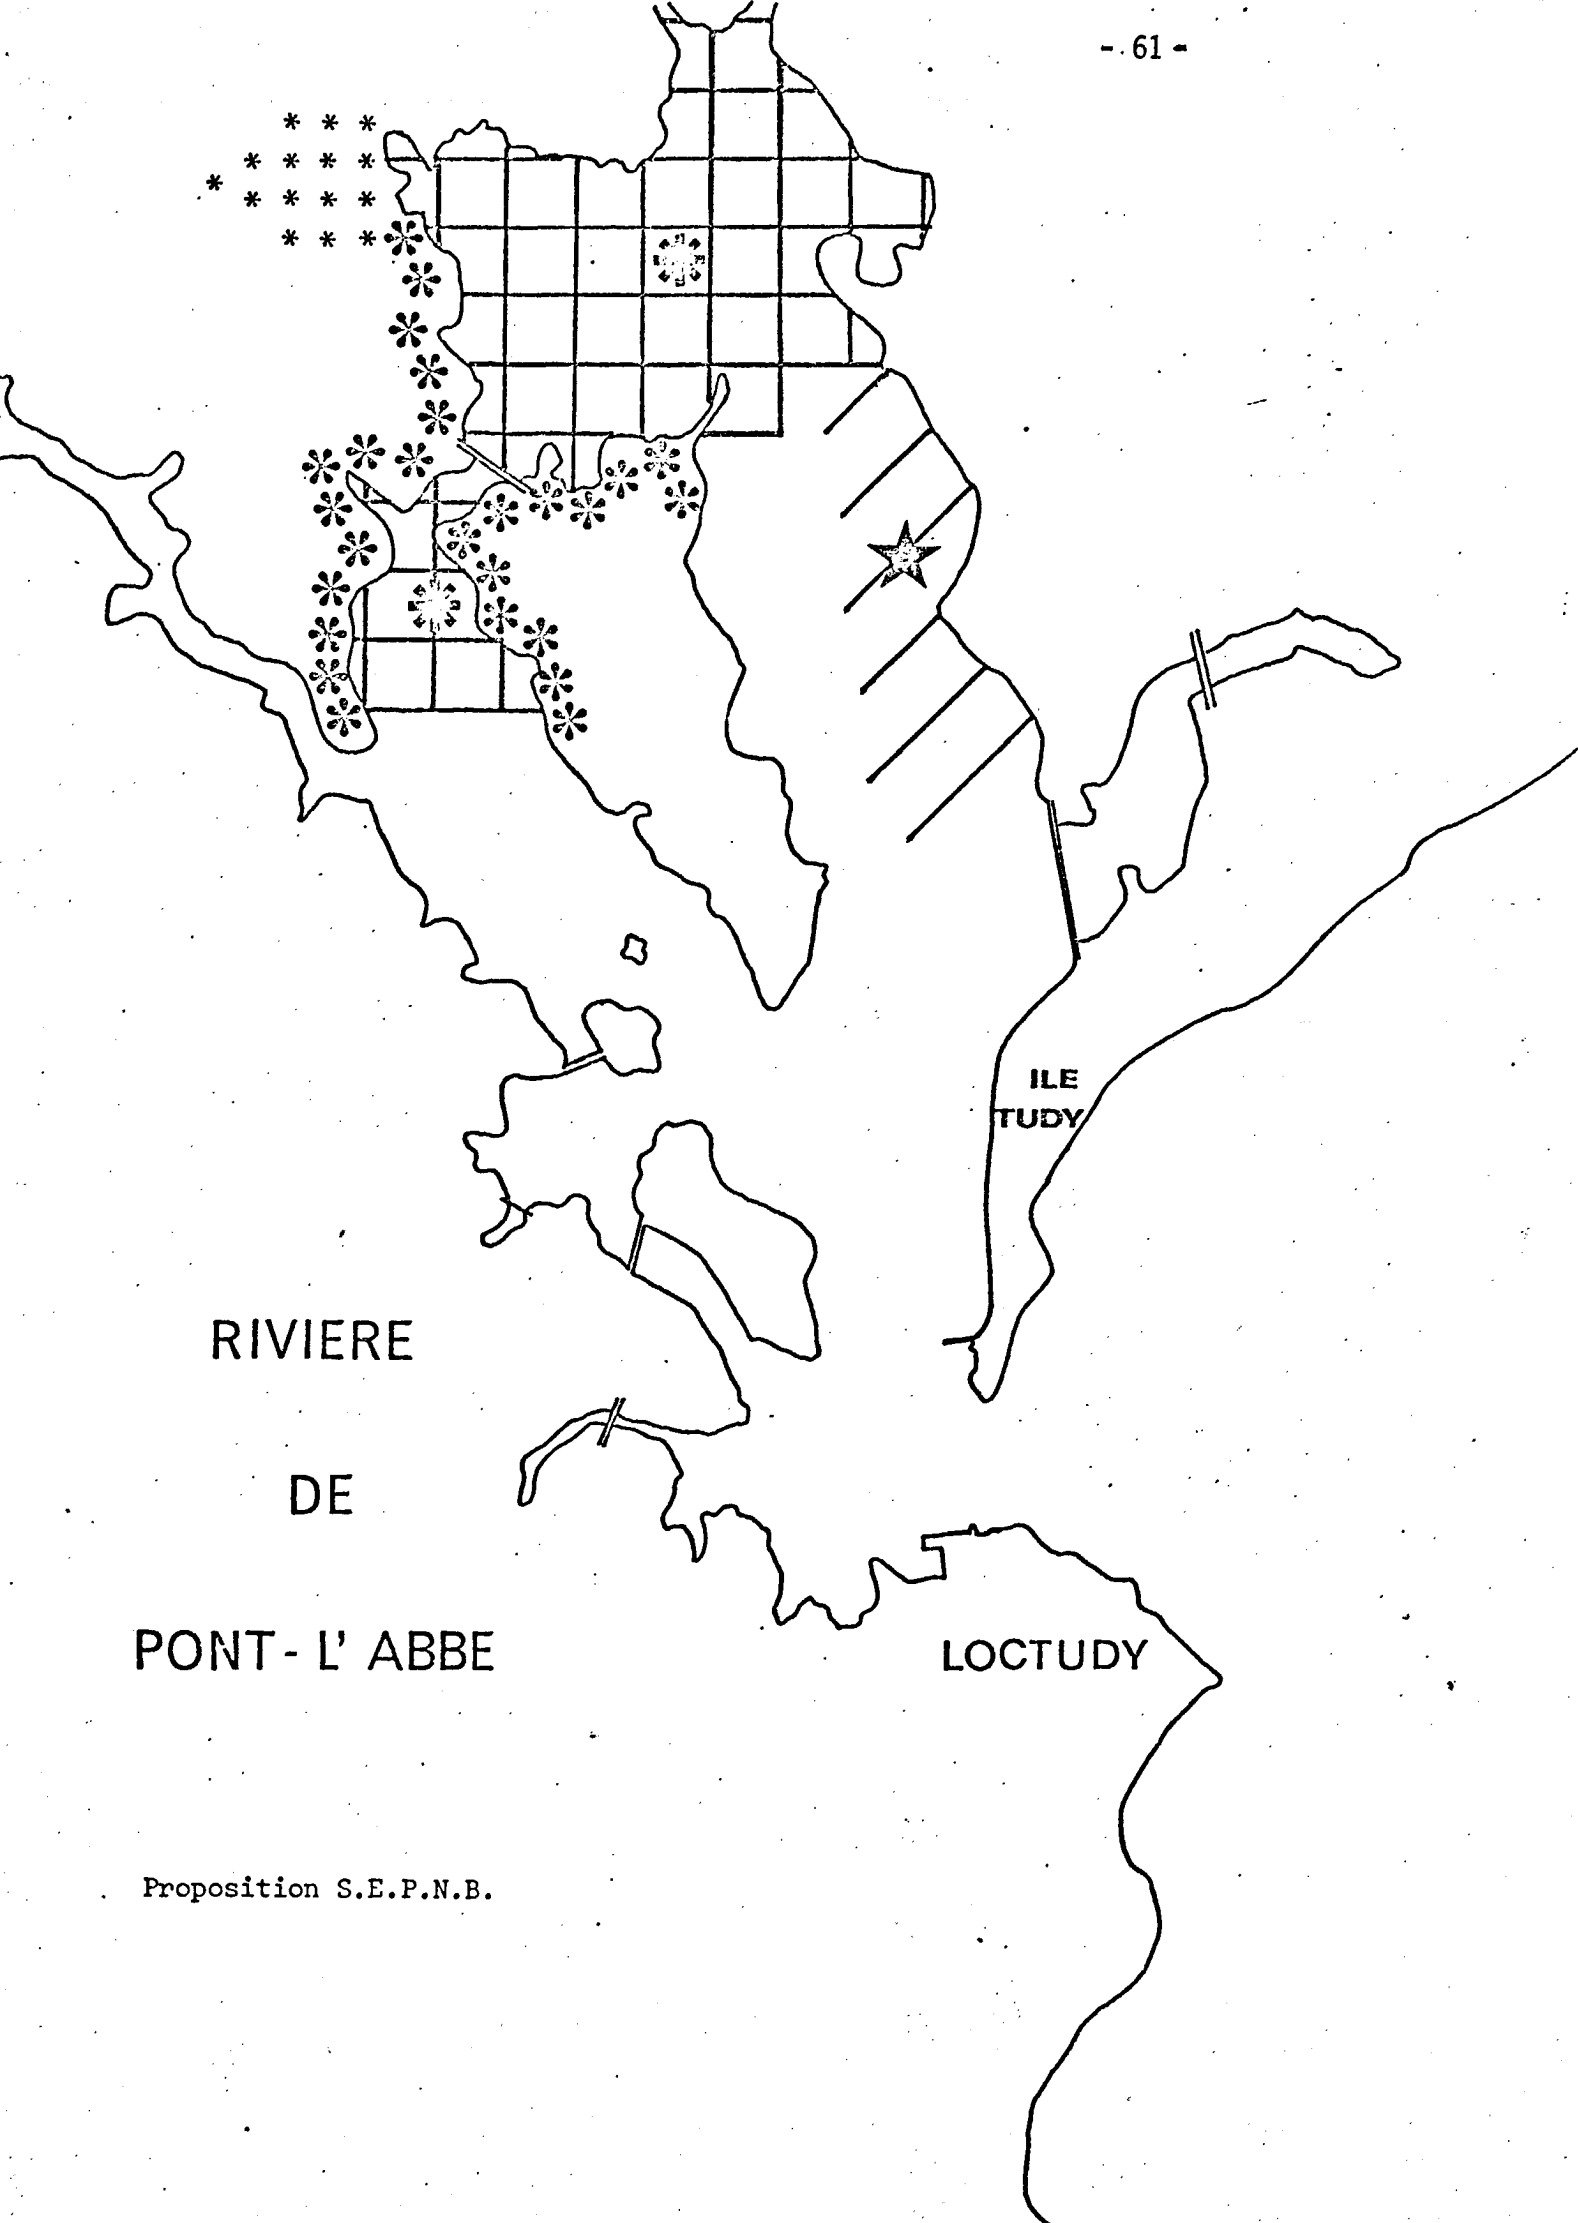 - 61 -
ILE
TUDY
RIVIERE
DE
PONT - L' ABBE
LOCTUDY
Proposition S.E.P.N.B.